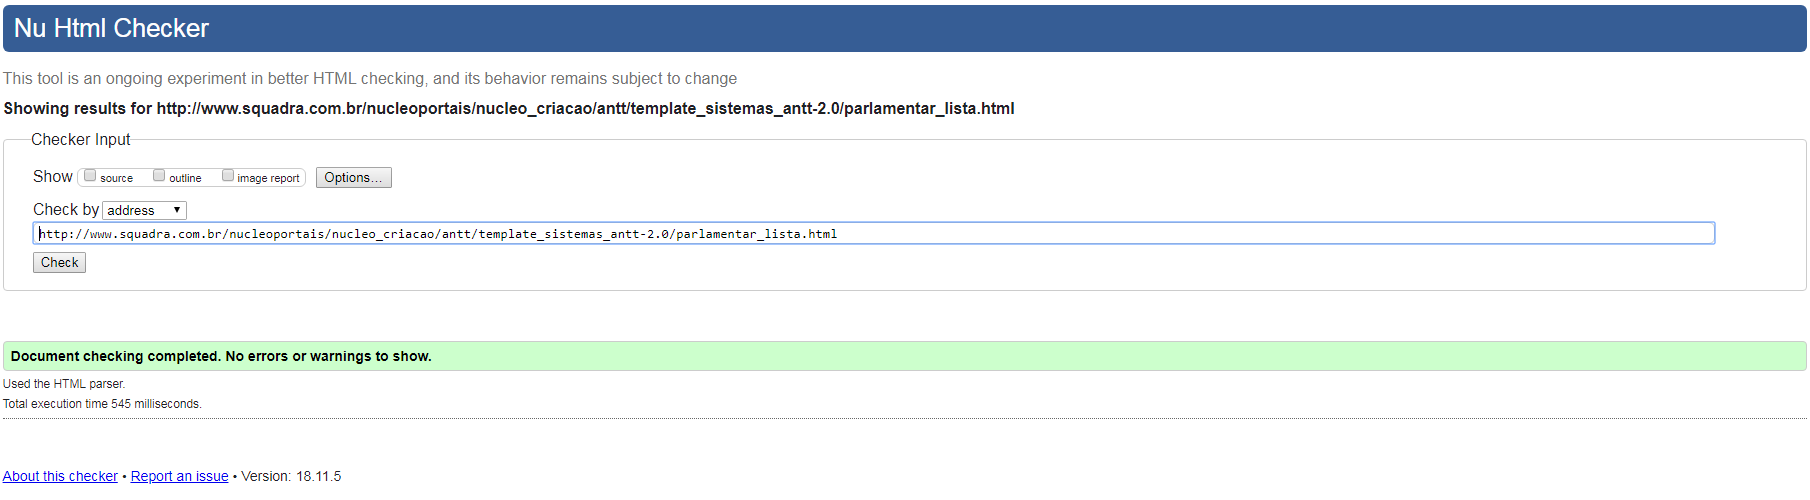 Nu Html Checker
This tool is an ongoing experiment in better HTML checking, and its behavior remains subject to change
Showing results for http://www.squadra.com.br/nucleoportais/nucleo_criacao/antt/template_sistemas_antt-2.0/parlamentar_lista.html
Checker Input
Show source outline image report Options...
Check by address
http://www.squadra.com.br/nucleoportais/nucleo_criacao/antt/template_sistemas_antt-2.0/parlamentar_lista.html
Check
Document checking completed. No errors or warnings to show.
Used the HTML parser.
Total execution time 545 milliseconds.
About this checker • Report an issue • Version: 18.11.5